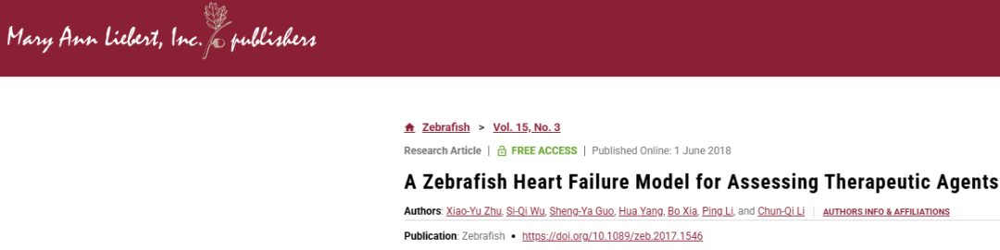 Mary Ann Liebert, Inc. publishers
Zebrafish > Vol. 15, No. 3
Research Article | FREE ACCESS | Published Online: 1 June 2018
A Zebrafish Heart Failure Model for Assessing Therapeutic Agents
Authors: Xiao-Yu Zhu, Si-Qi Wu, Sheng-Ya Guo, Hua Yang, Bo Xia, Ping Li, and Chun-Qi Li | AUTHORS INFO & AFFILIATIONS
Publication: Zebrafish • https://doi.org/10.1089/zeb.2017.1546